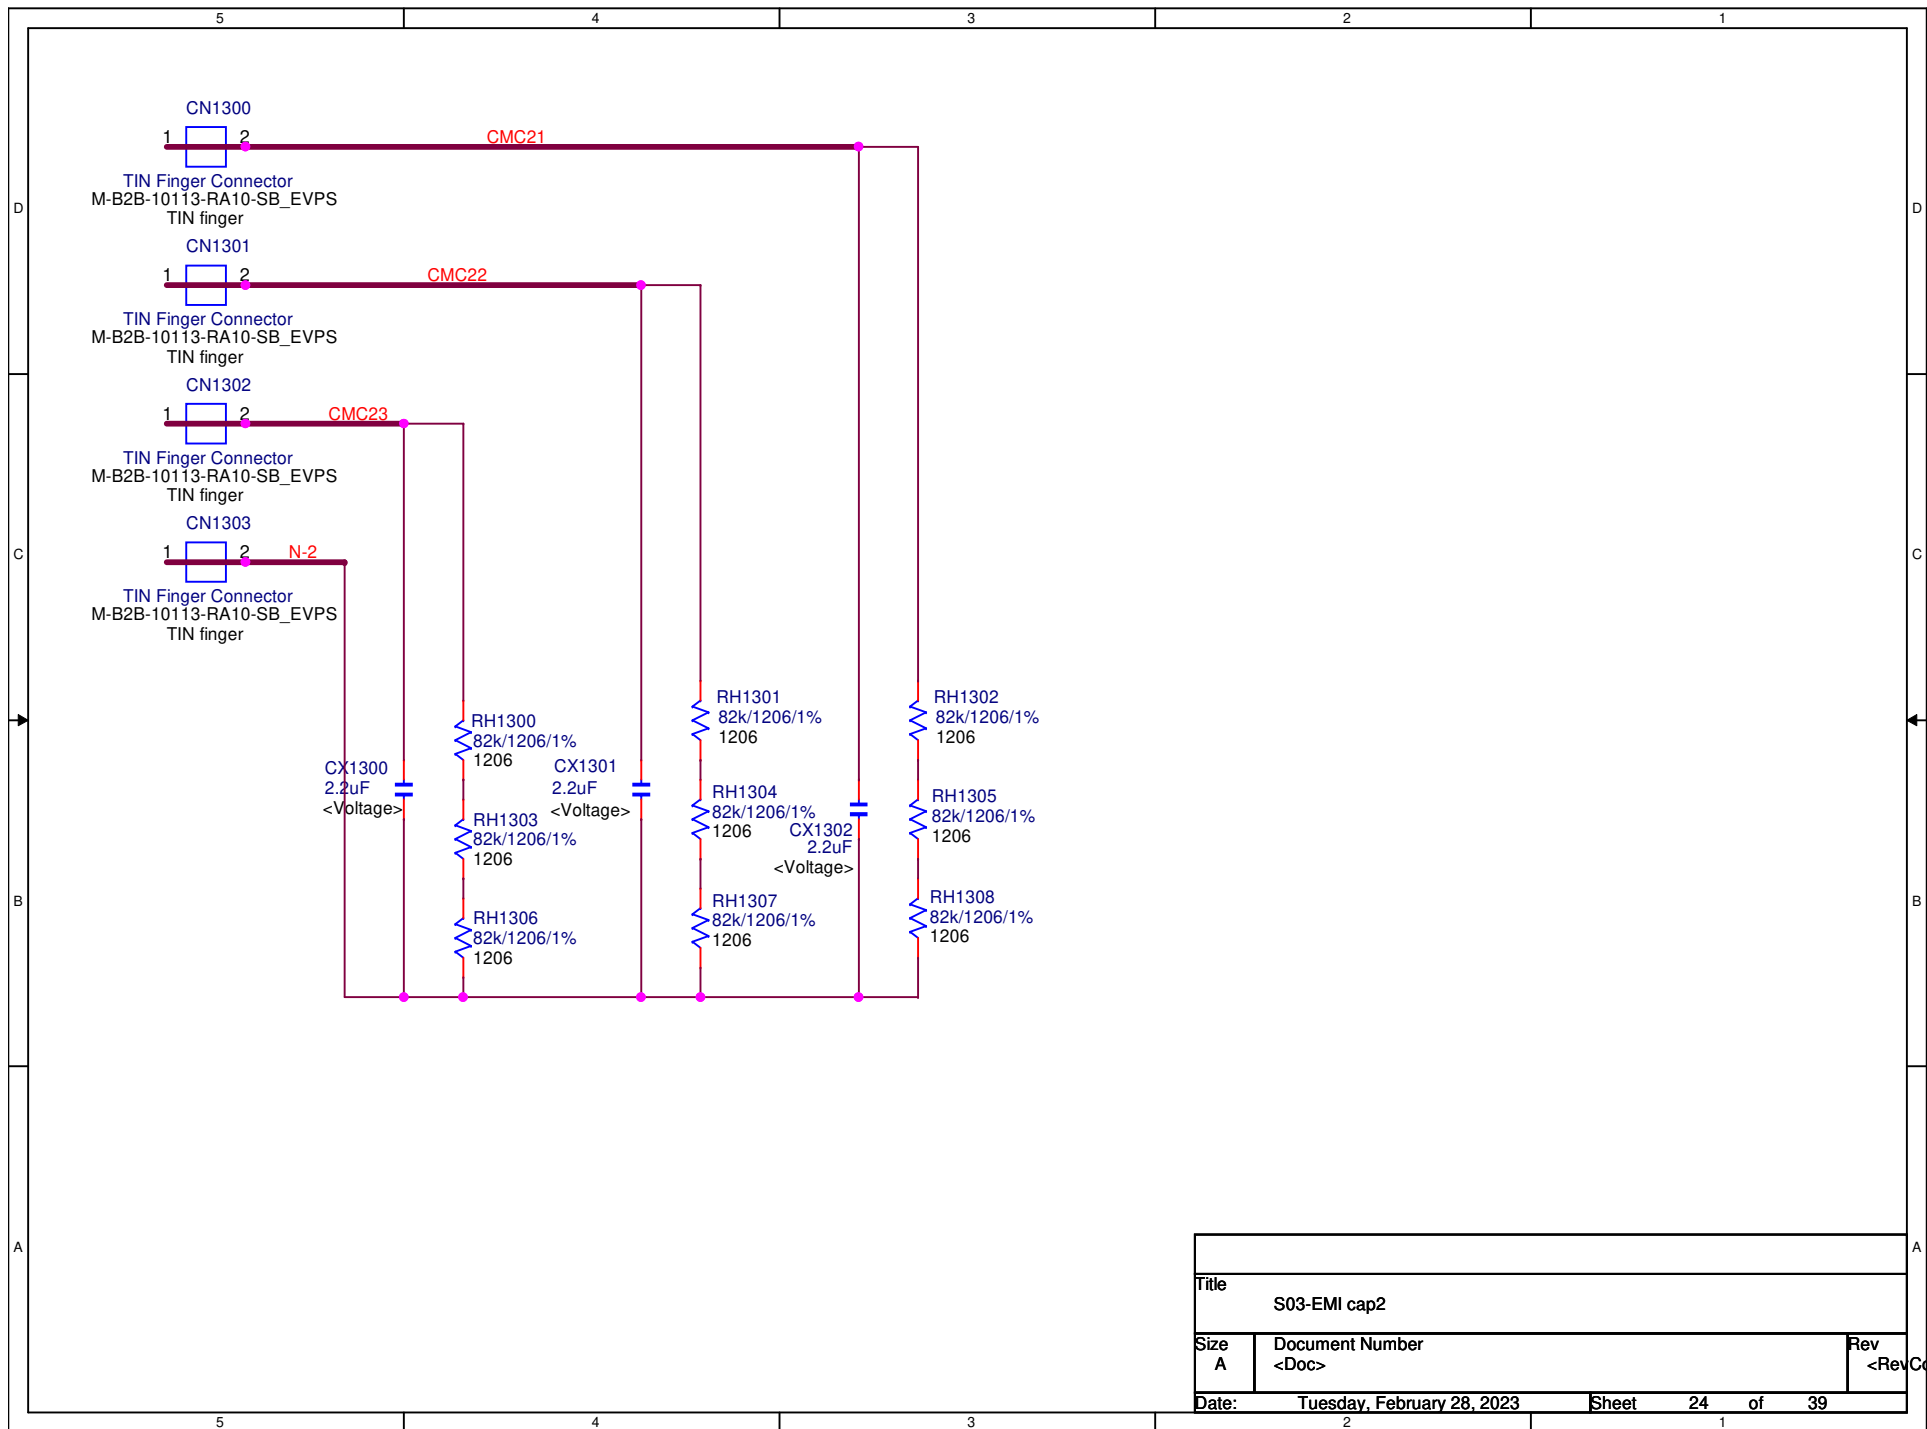 5 4 3 2 1
CN1300
1 2 CMC21
TIN Finger Connector
M-B2B-10113-RA10-SB_EVPS
TIN finger
D D
CN1301
1 2 CMC22
TIN Finger Connector
M-B2B-10113-RA10-SB_EVPS
TIN finger
CN1302
1 2 CMC23
TIN Finger Connector
M-B2B-10113-RA10-SB_EVPS
TIN finger
CN1303
1 2 N-2
C C
TIN Finger Connector
M-B2B-10113-RA10-SB_EVPS
TIN finger
RH1300
82k/1206/1%
1206
RH1301
82k/1206/1%
1206
RH1302
82k/1206/1%
1206
CX1300
2.2uF
<Voltage>
CX1301
2.2uF
<Voltage>
RH1303
82k/1206/1%
1206
RH1304
82k/1206/1%
1206
CX1302
2.2uF
<Voltage>
RH1305
82k/1206/1%
1206
RH1306
82k/1206/1%
1206
RH1307
82k/1206/1%
1206
RH1308
82k/1206/1%
1206
B B
A A
Title
S03-EMI cap2
Size Document Number Rev
A <Doc> <RevCo
Date: Tuesday, February 28, 2023 Sheet 24 of 39
5 4 3 2 1